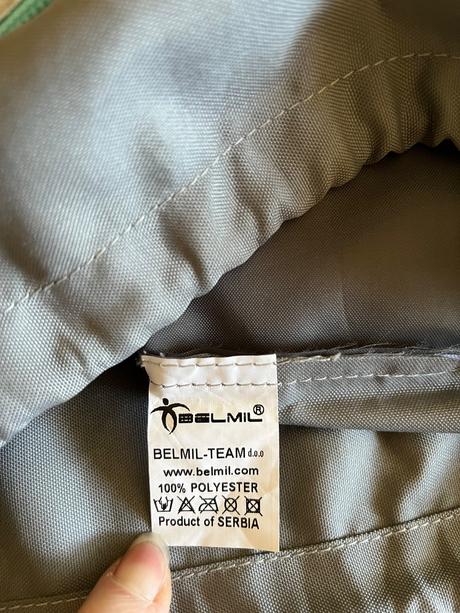 BELMIL®
BELMIL-TEAM d.o.o
www.belmil.com
100% POLYESTER
Product of SERBIA